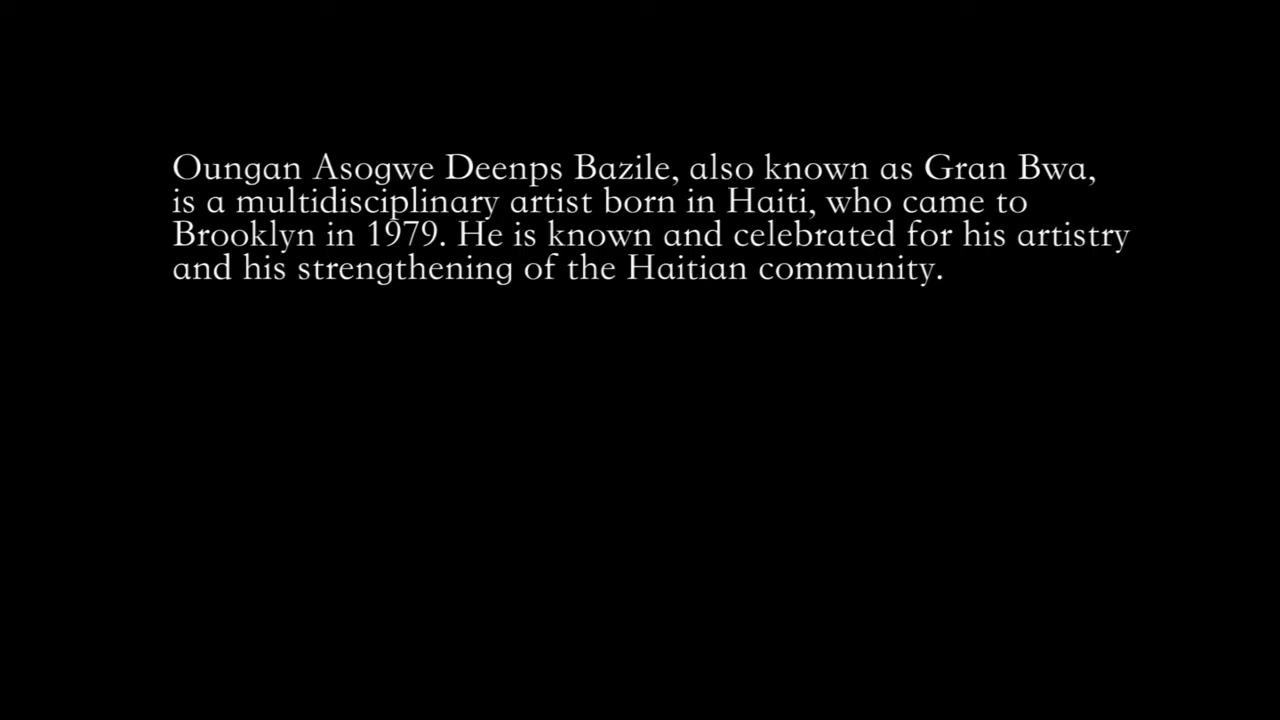 Oungan Asogwe Deenps Bazile, also known as Gran Bwa,
is a multidisciplinary artist born in Haiti, who came to
Brooklyn in 1979. He is known and celebrated for his artistry
and his strengthening of the Haitian community.